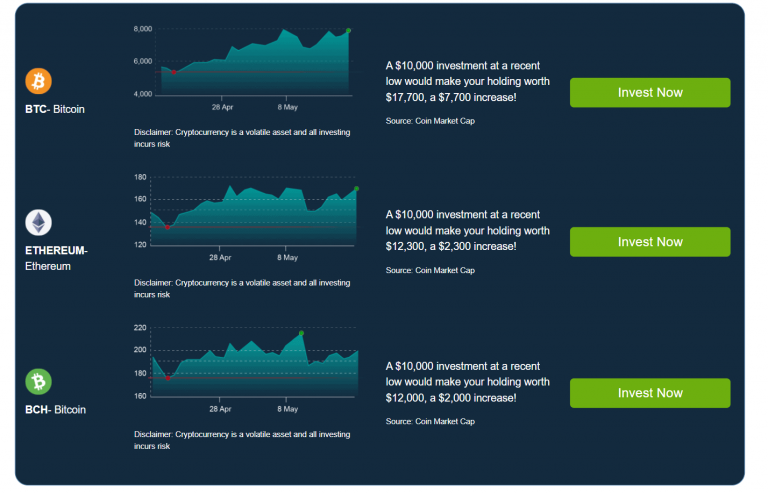 8,000
6,000
4,000
28 Apr
8 May
BTC- Bitcoin
Disclaimer: Cryptocurrency is a volatile asset and all investing
incurs risk
A $10,000 investment at a recent
low would make your holding worth
$17,700, a $7,700 increase!
Source: Coin Market Cap
Invest Now
180
160
140
120
28 Apr
8 May
ETHEREUM-
Ethereum
Disclaimer: Cryptocurrency is a volatile asset and all investing
incurs risk
A $10,000 investment at a recent
low would make your holding worth
$12,300, a $2,300 increase!
Source: Coin Market Cap
Invest Now
220
200
180
160
28 Apr
8 May
BCH- Bitcoin
Disclaimer: Cryptocurrency is a volatile asset and all investing
incurs risk
A $10,000 investment at a recent
low would make your holding worth
$12,000, a $2,000 increase!
Source: Coin Market Cap
Invest Now